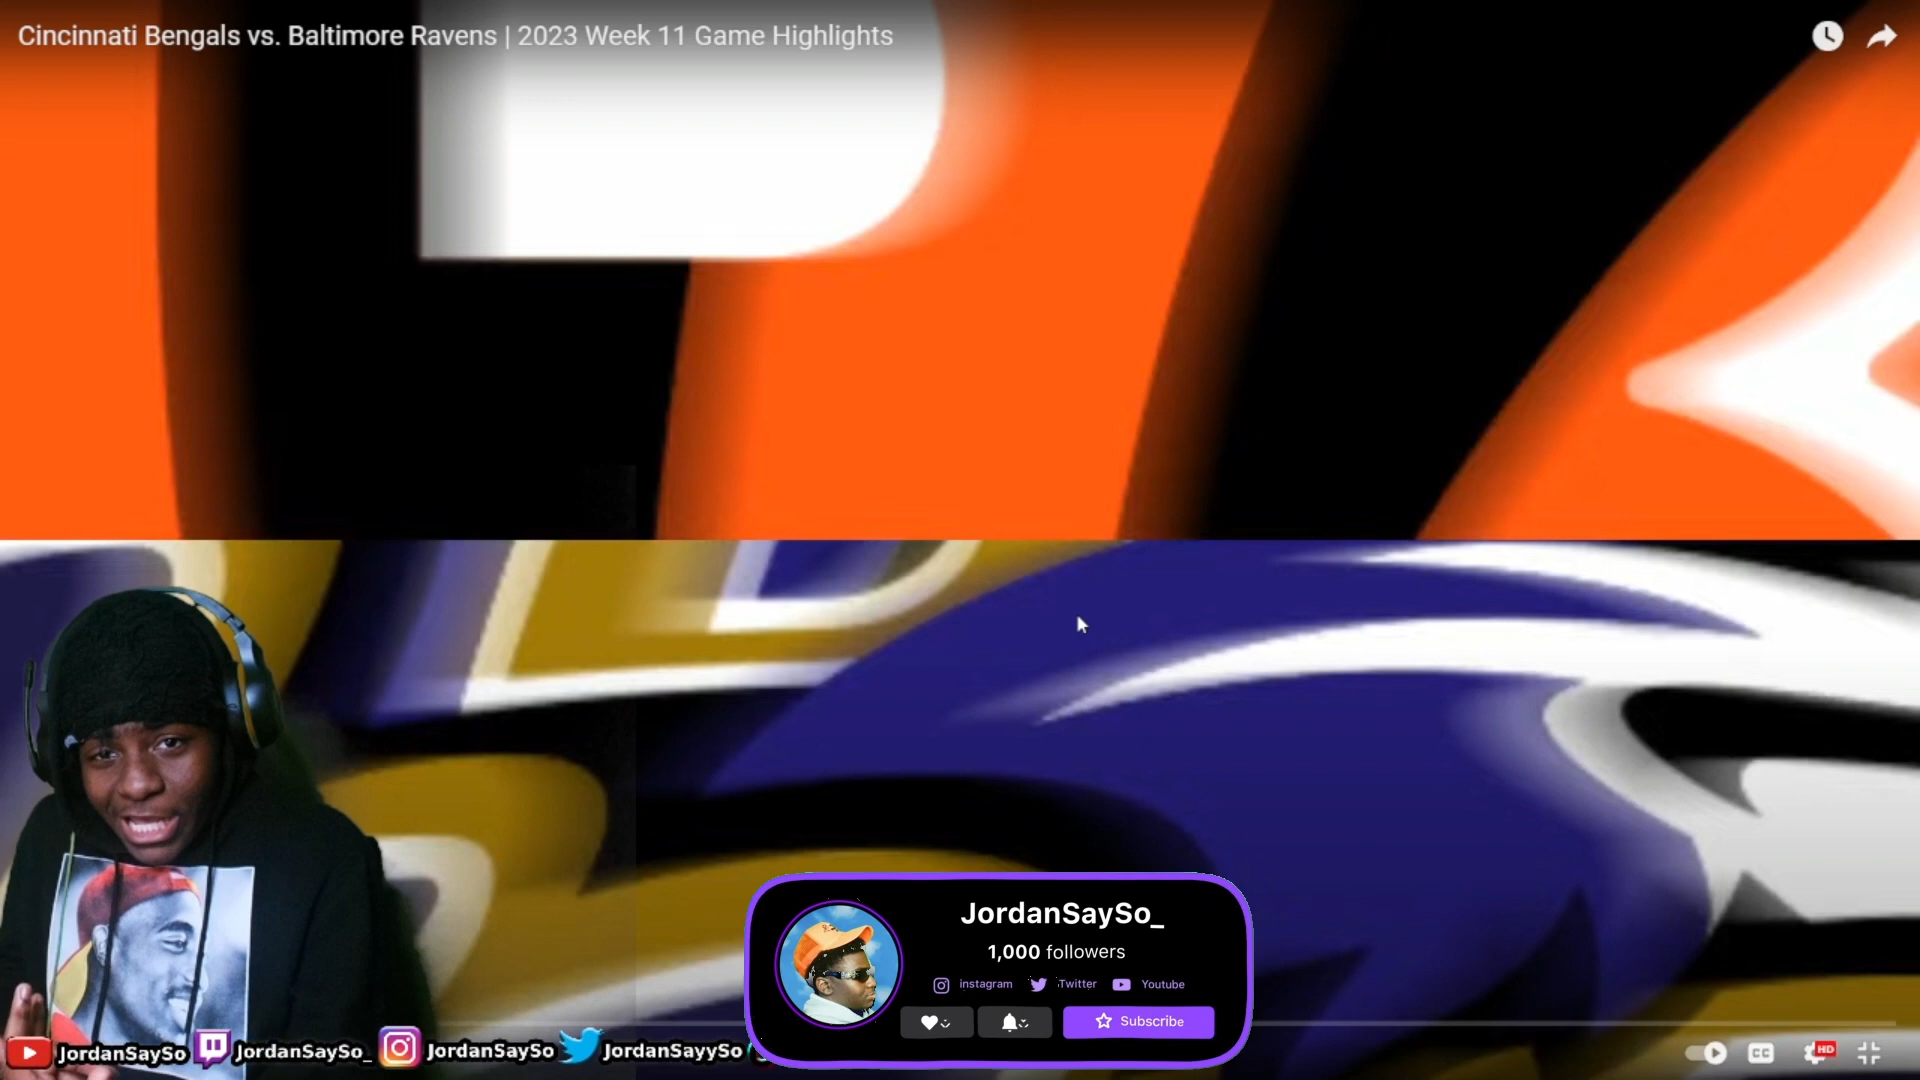 Cincinnati Bengals vs. Baltimore Ravens | 2023 Week 11 Game Highlights
JordanSaySo_
1,000 followers
instagram Twitter Youtube
Subscribe
JordanSaySo JordanSaySo_ JordanSaySo JordanSayySo
CC HD